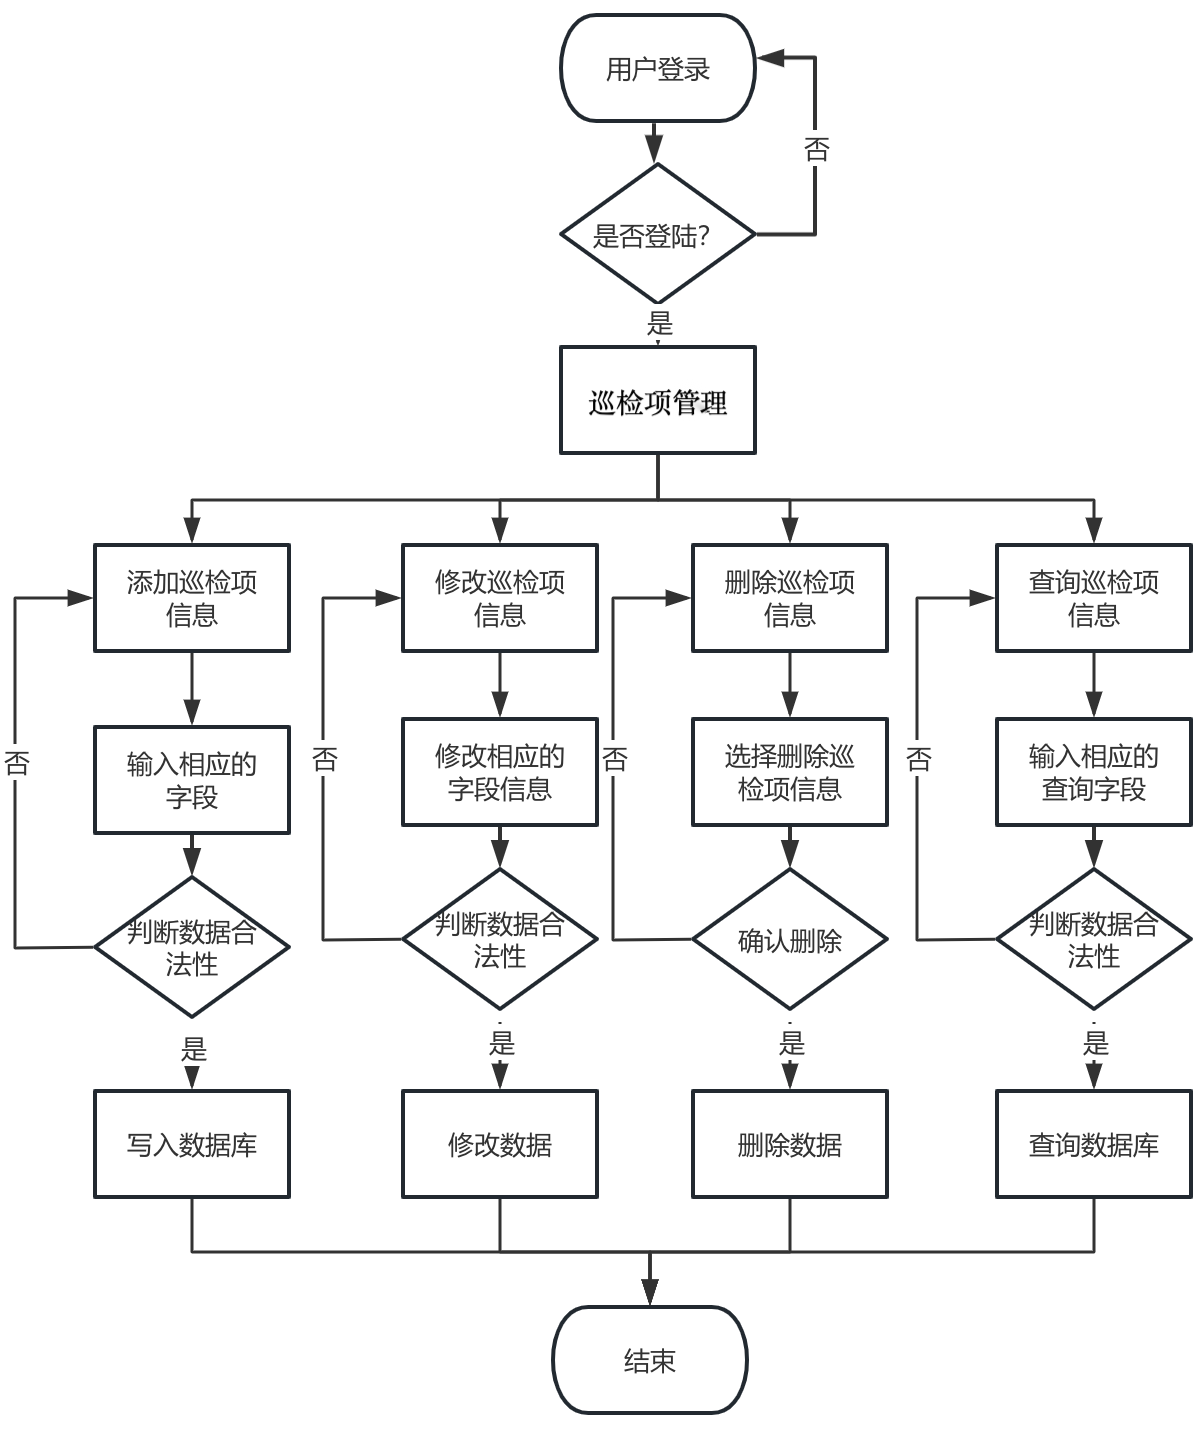 用户登录
否
是否登陆?
是
巡检项管理
添加巡检项
信息
修改巡检项
信息
删除巡检项
信息
查询巡检项
信息
否
输入相应的
字段
否
修改相应的
字段信息
否
选择删除巡
检项信息
否
输入相应的
查询字段
判断数据合
法性
判断数据合
法性
确认删除
判断数据合
法性
是
是
是
是
写入数据库
修改数据
删除数据
查询数据库
结束